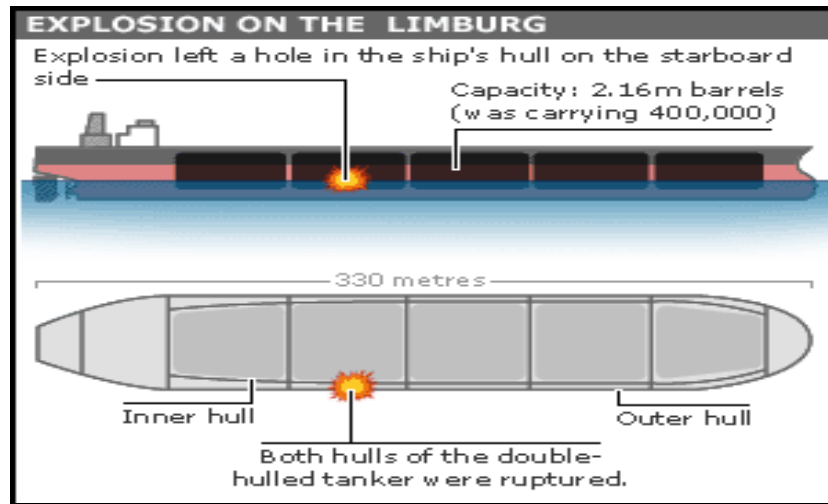 EXPLOSION ON THE LIMBURG
Explosion left a hole in the ship's hull on the starboard
side
Capacity: 2.16m barrels
(was carrying 400,000)
330 metres
Inner hull
Outer hull
Both hulls of the double-
hulled tanker were ruptured.